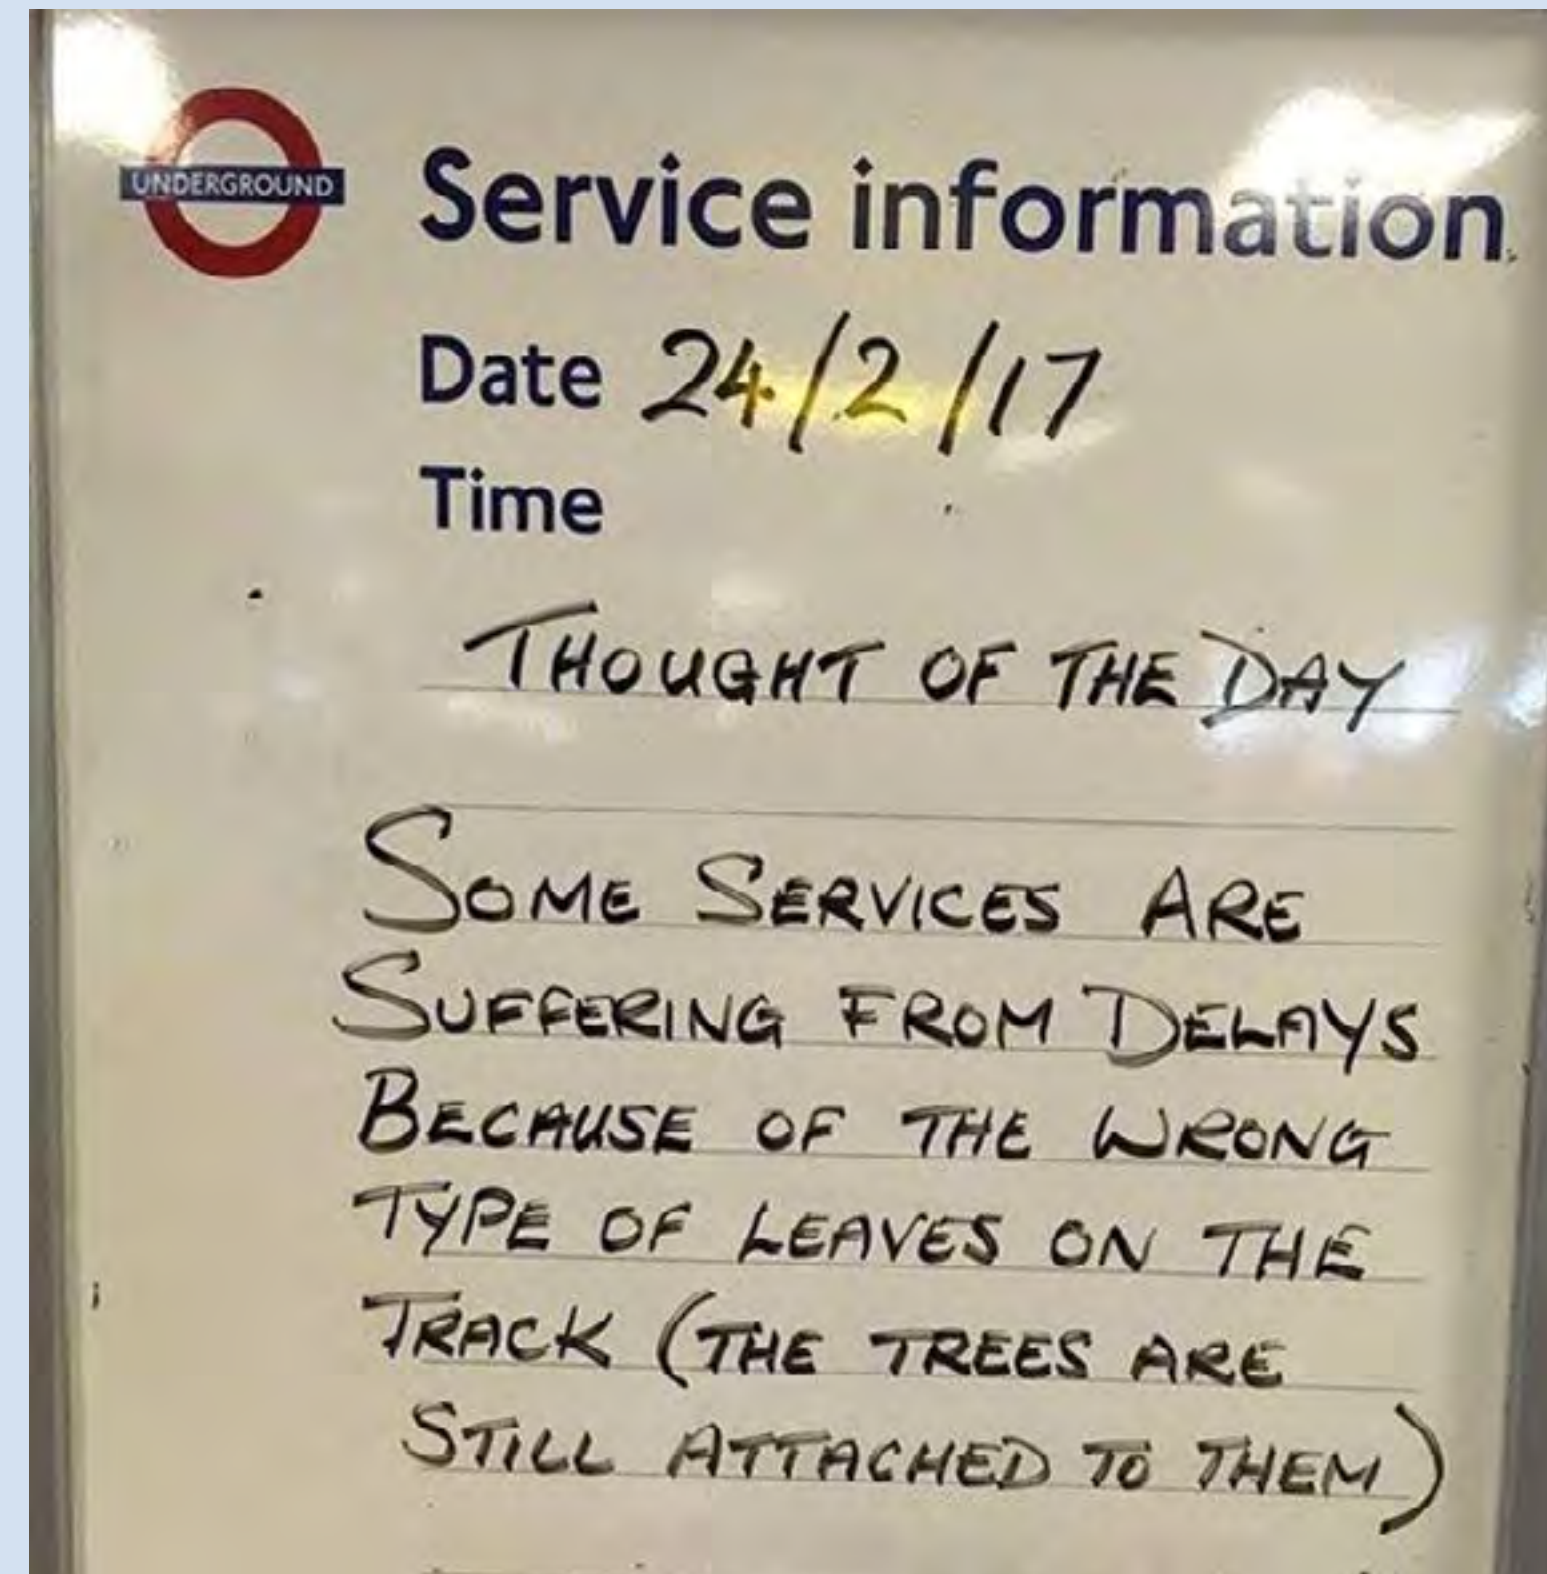 UNDERGROUND
Service information
Date 24/2/17
Time
THOUGHT OF THE DAY
SOME SERVICES ARE
SUFFERING FROM DELAYS
BECAUSE OF THE WRONG
TYPE OF LEAVES ON THE
TRACK (THE TREES ARE
STILL ATTACHED TO THEM)